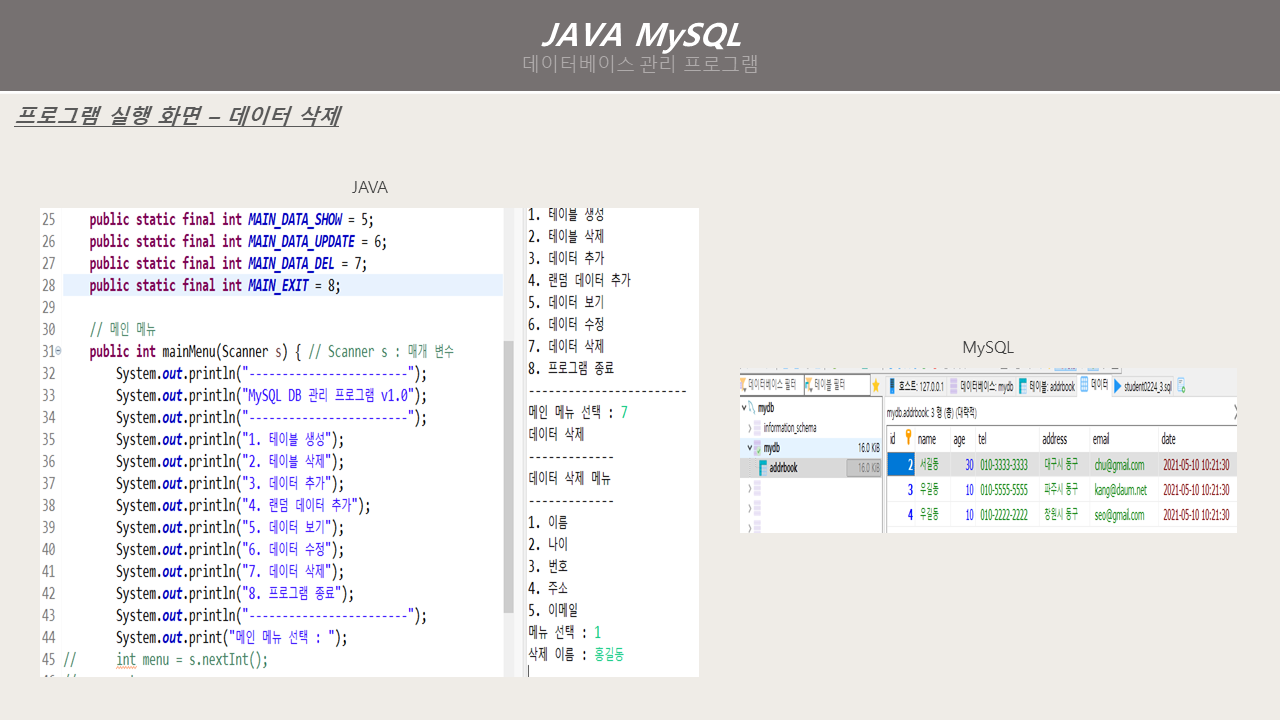 JAVA MySQL
데이터베이스 관리 프로그램
프로그램 실행 화면 – 데이터 삭제
JAVA
25 public static final int MAIN_DATA_SHOW = 5;
26 public static final int MAIN_DATA_UPDATE = 6;
27 public static final int MAIN_DATA_DEL = 7;
28 public static final int MAIN_EXIT = 8;
29
30 // 메인 메뉴
31 public int mainMenu(Scanner s) { // Scanner s : 매개 변수
32 System.out.println("------------------------");
33 System.out.println("MySQL DB 관리 프로그램 v1.0");
34 System.out.println("------------------------");
35 System.out.println("1. 테이블 생성");
36 System.out.println("2. 테이블 삭제");
37 System.out.println("3. 데이터 추가");
38 System.out.println("4. 랜덤 데이터 추가");
39 System.out.println("5. 데이터 보기");
40 System.out.println("6. 데이터 수정");
41 System.out.println("7. 데이터 삭제");
42 System.out.println("8. 프로그램 종료");
43 System.out.println("------------------------");
44 System.out.print("메인 메뉴 선택 : ");
45 // int menu = s.nextInt();
1. 테이블 생성
2. 테이블 삭제
3. 데이터 추가
4. 랜덤 데이터 추가
5. 데이터 보기
6. 데이터 수정
7. 데이터 삭제
8. 프로그램 종료
------------------------
메인 메뉴 선택 : 7
데이터 삭제
-------------
데이터 삭제 메뉴
-------------
1. 이름
2. 나이
3. 번호
4. 주소
5. 이메일
메뉴 선택 : 1
삭제 이름 : 홍길동
MySQL
데이터베이스 필터 테이블 필터 호스트: 127.0.0.1 데이터베이스: mydb 테이블: addrbook 데이터 student0224_3.sql
mydb
information_schema
mydb 16.0 KiB
addrbook 16.0 KiB
mydb.addrbook: 3 행 (총) (대략적)
id name age tel address email date
2 서길동 30 010-3333-3333 대구시 동구 chu@gmail.com 2021-05-10 10:21:30
3 우길동 10 010-5555-5555 파주시 동구 kang@daum.net 2021-05-10 10:21:30
4 우길동 10 010-2222-2222 창원시 동구 seo@gmail.com 2021-05-10 10:21:30